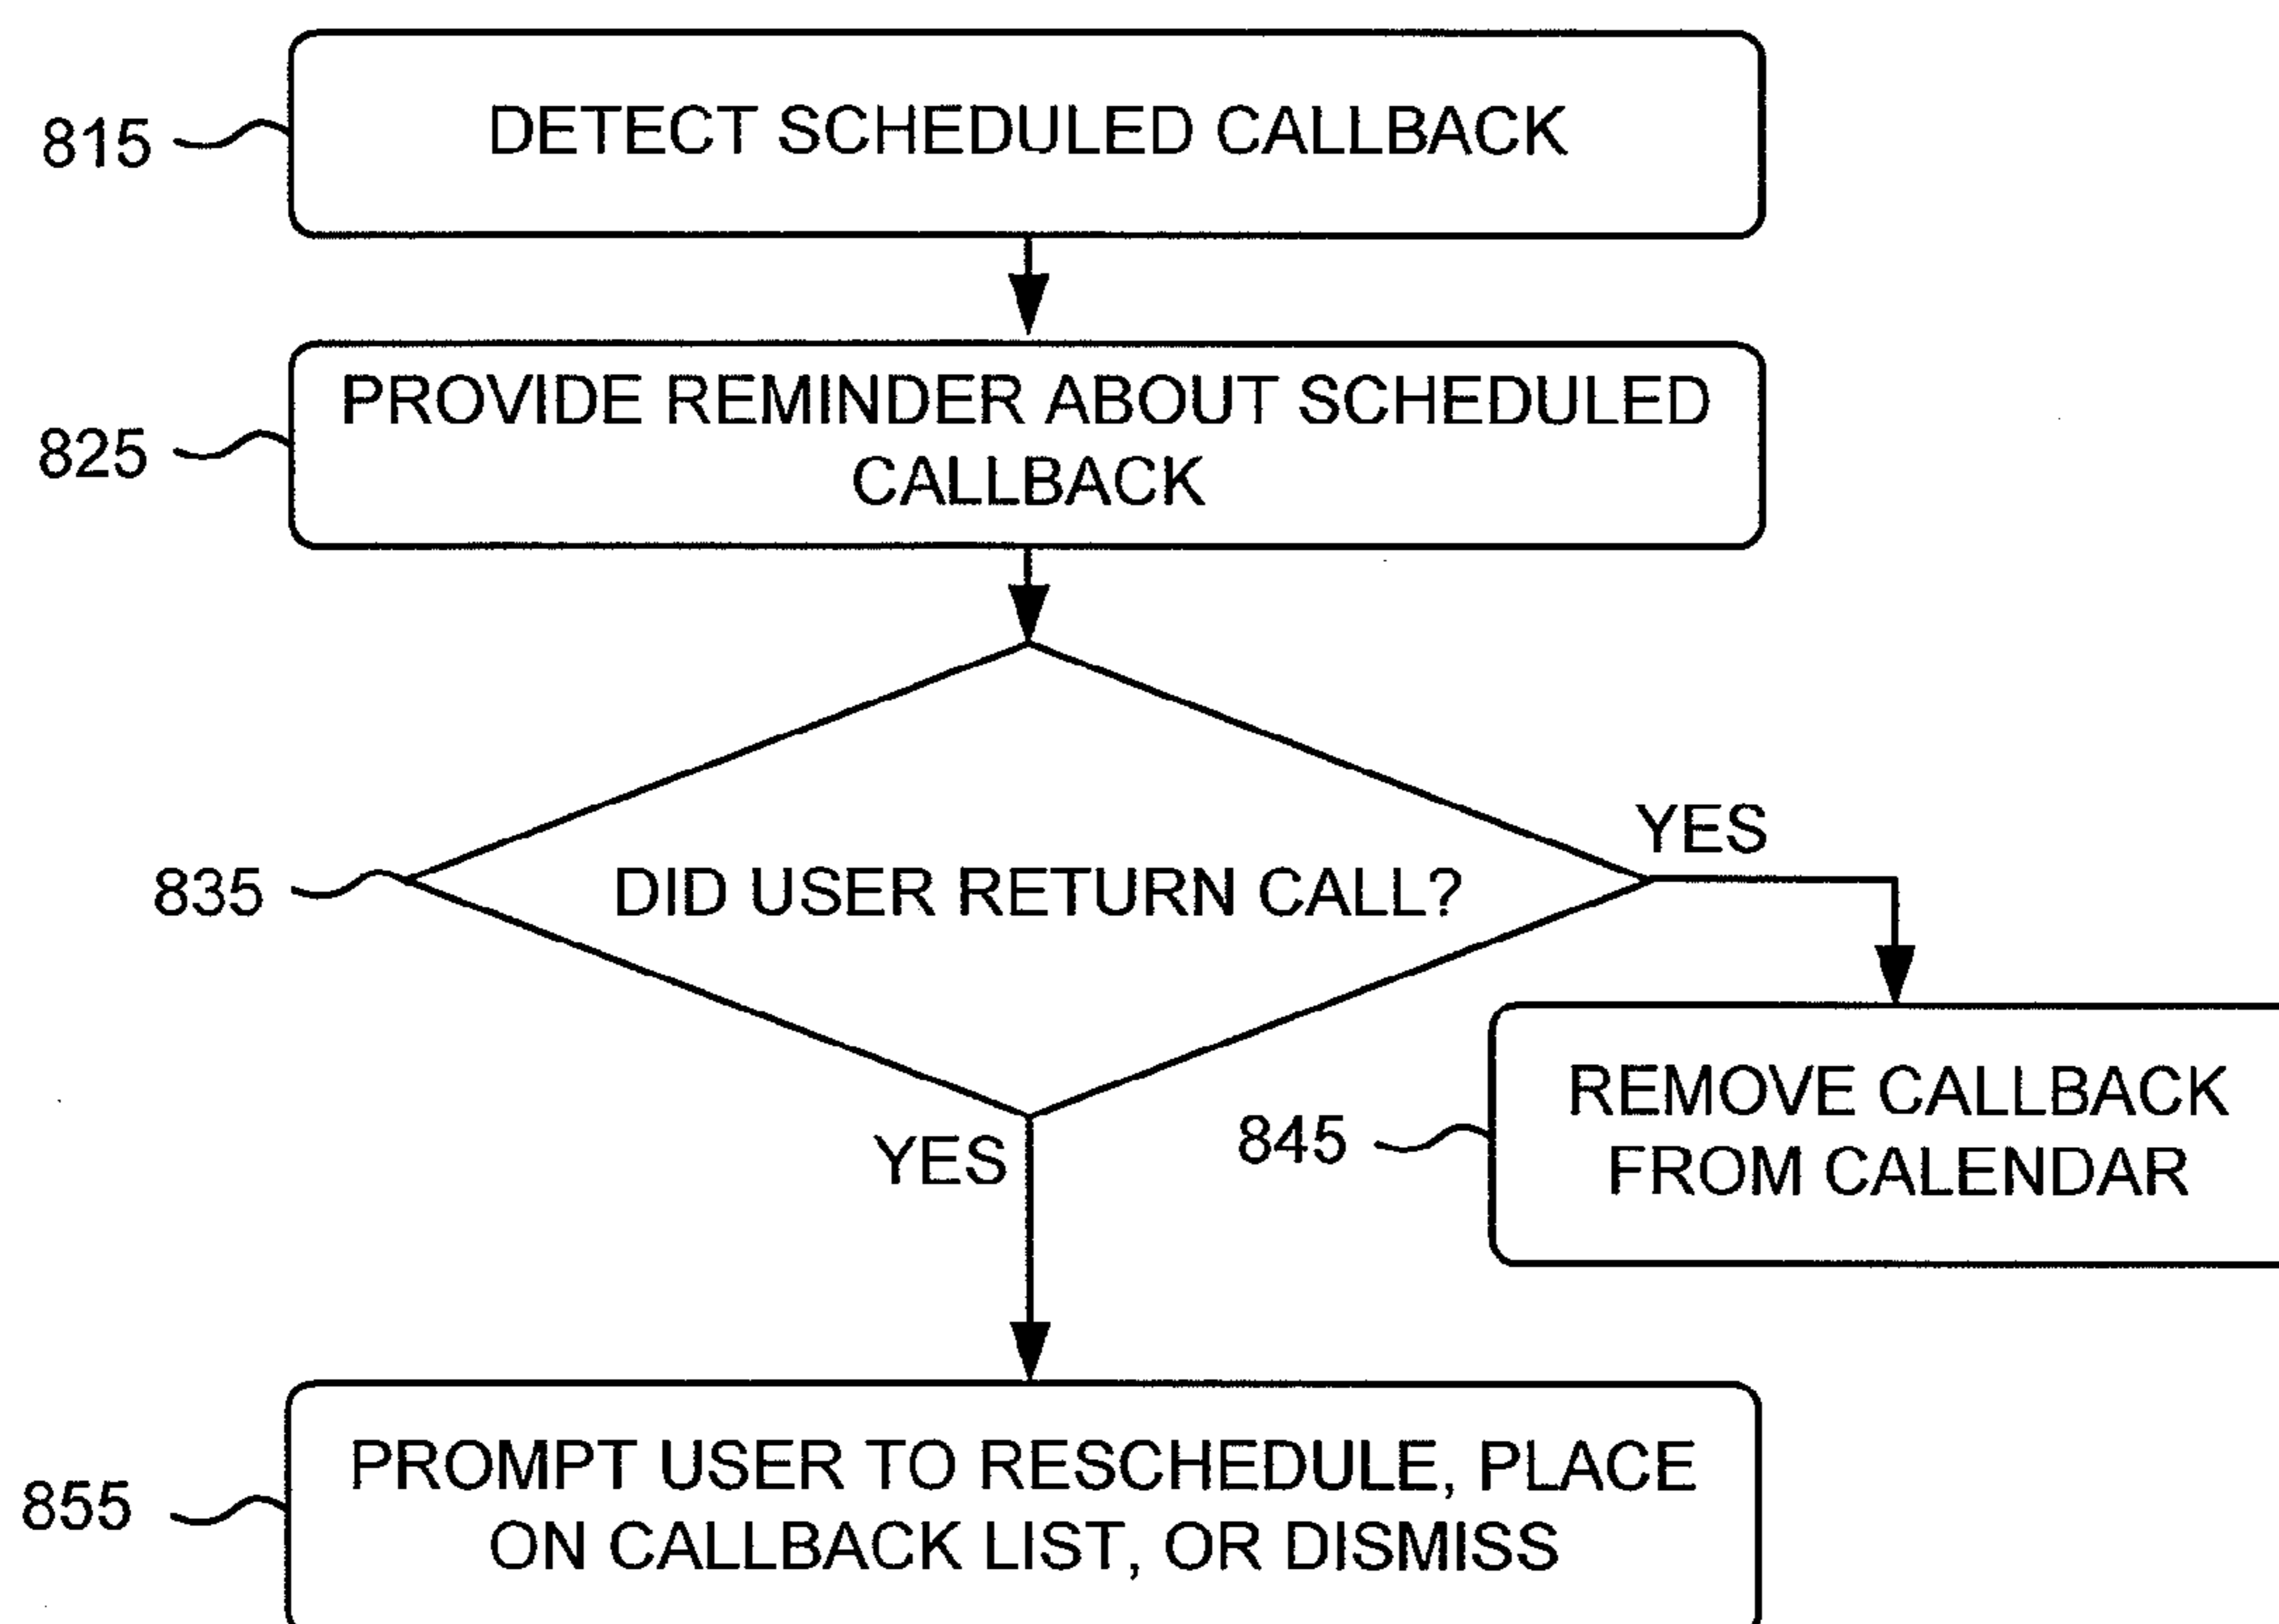 815
DETECT SCHEDULED CALLBACK
825
PROVIDE REMINDER ABOUT SCHEDULED
CALLBACK
835
DID USER RETURN CALL?
YES
845
REMOVE CALLBACK
FROM CALENDAR
YES
855
PROMPT USER TO RESCHEDULE, PLACE
ON CALLBACK LIST, OR DISMISS